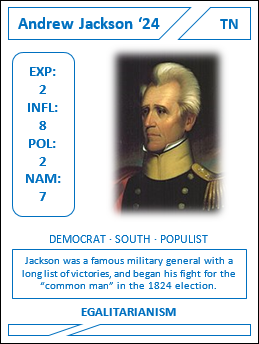 Andrew Jackson ‘24
TN
EXP:
2
INFL:
8
POL:
2
NAM:
7
DEMOCRAT · SOUTH · POPULIST
Jackson was a famous military general with a
long list of victories, and began his fight for the
“common man” in the 1824 election.
EGALITARIANISM